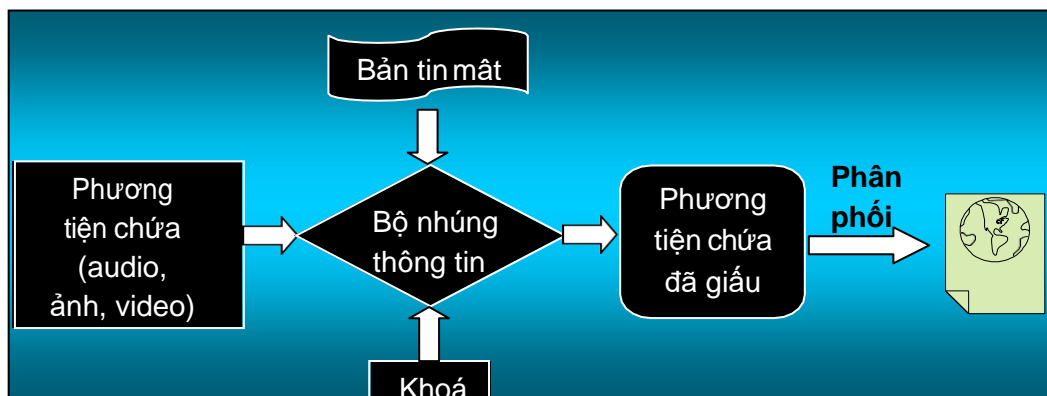 Bản tin mât
Phương
tiện chứa
(audio,
ảnh, video)
Bộ nhúng
thông tin
Phương
tiện chứa
đã giấu
Phân
phối
Khoá